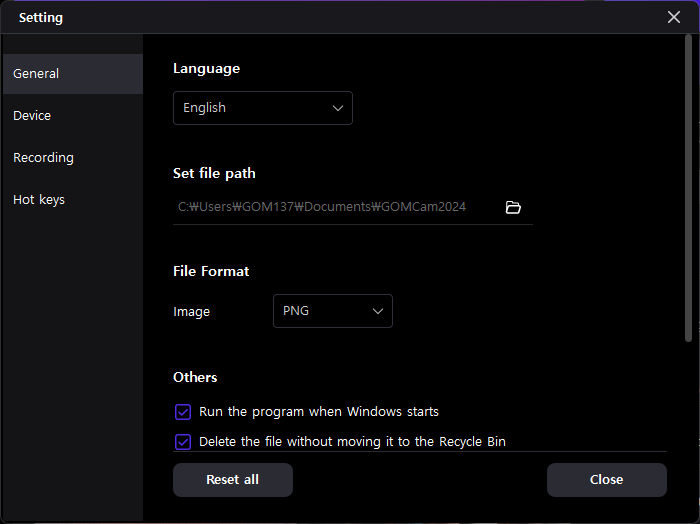 Setting
General
Device
Recording
Hot keys
Language
English
Set file path
C:₩Users₩GOM137₩Documents₩GOMCam2024
File Format
Image PNG
Others
Run the program when Windows starts
Delete the file without moving it to the Recycle Bin
Reset all Close